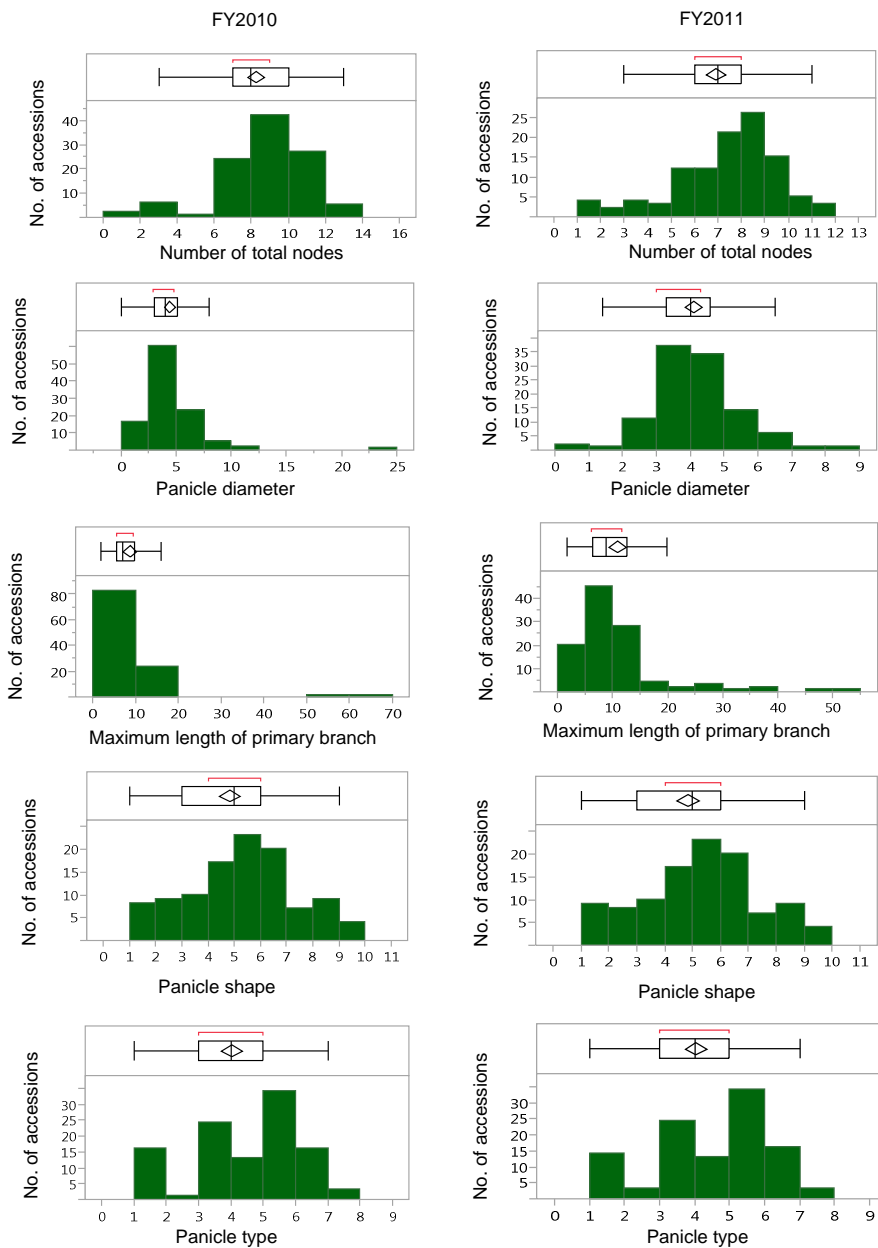 FY2010
FY2011
No. of accessions
40
30
20
10
0 2 4 6 8 10 12 14 16
Number of total nodes
No. of accessions
25
20
15
10
5
0 1 2 3 4 5 6 7 8 9 10 11 12 13
Number of total nodes
No. of accessions
50
40
30
20
10
0 5 10 15 20 25
Panicle diameter
No. of accessions
35
30
25
20
15
10
5
0 1 2 3 4 5 6 7 8 9
Panicle diameter
No. of accessions
80
60
40
20
0 10 20 30 40 50 60 70
Maximum length of primary branch
No. of accessions
40
30
20
10
0 10 20 30 40 50
Maximum length of primary branch
No. of accessions
20
15
10
5
0 1 2 3 4 5 6 7 8 9 10 11
Panicle shape
No. of accessions
20
15
10
5
0 1 2 3 4 5 6 7 8 9 10 11
Panicle shape
No. of accessions
30
25
20
15
10
5
0 1 2 3 4 5 6 7 8 9
Panicle type
No. of accessions
30
25
20
15
10
5
0 1 2 3 4 5 6 7 8 9
Panicle type